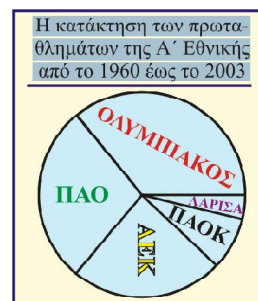 Η κατάκτηση των πρωτα-
θλημάτων της Α΄ Εθνικής
από το 1960 έως το 2003
ΟΛΥΜΠΙΑΚΟΣ
ΛΑΡΙΣΑ
ΠΑΟ
ΠΑΟΚ
ΑΕΚ